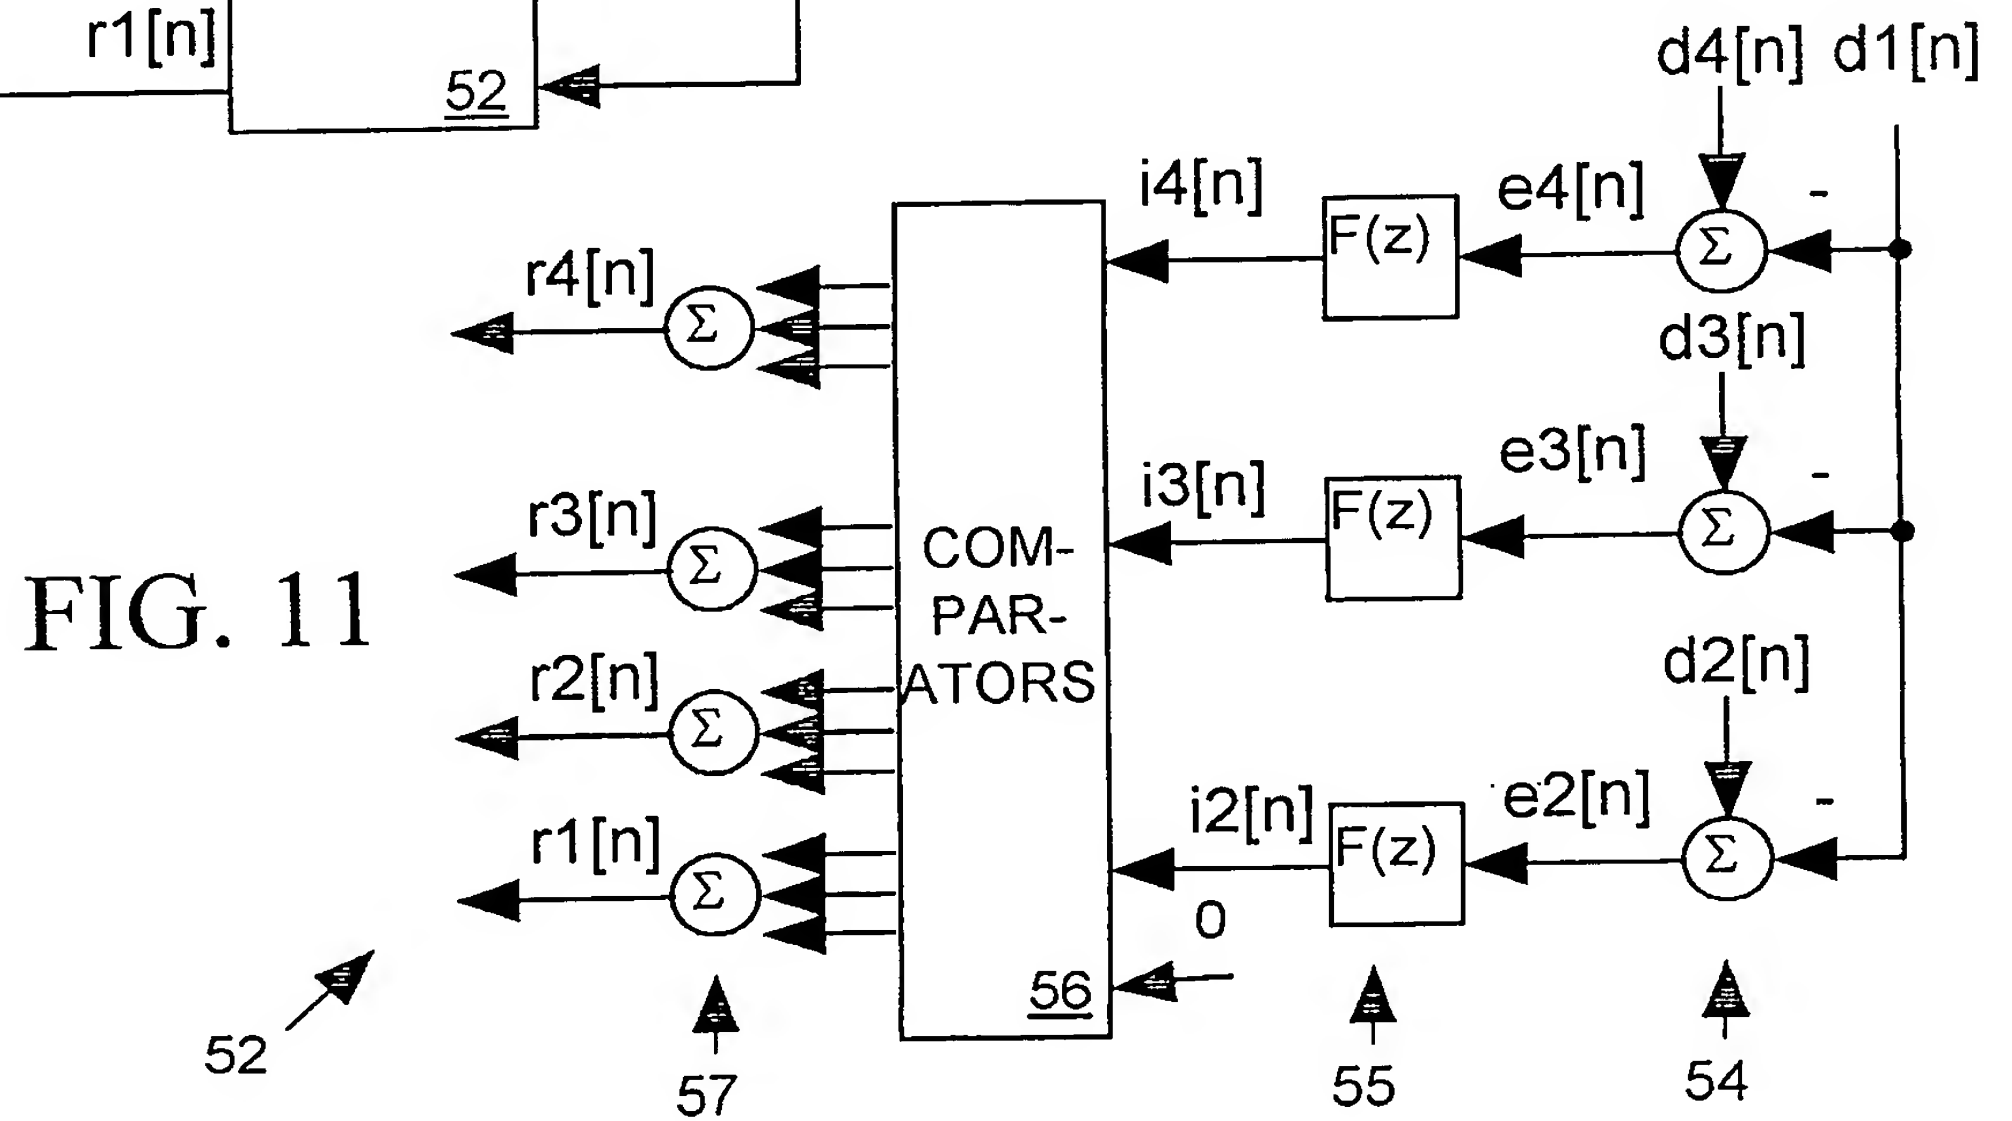 r1[n]
52
d4[n] d1[n]
i4[n]
F(z)
e4[n]
-
Σ
r4[n]
Σ
d3[n]
i3[n]
F(z)
e3[n]
-
Σ
r3[n]
Σ
COM-
PAR-
ATORS
FIG. 11
d2[n]
r2[n]
Σ
i2[n]
F(z)
e2[n]
-
Σ
r1[n]
Σ
0
56
52
57
55
54